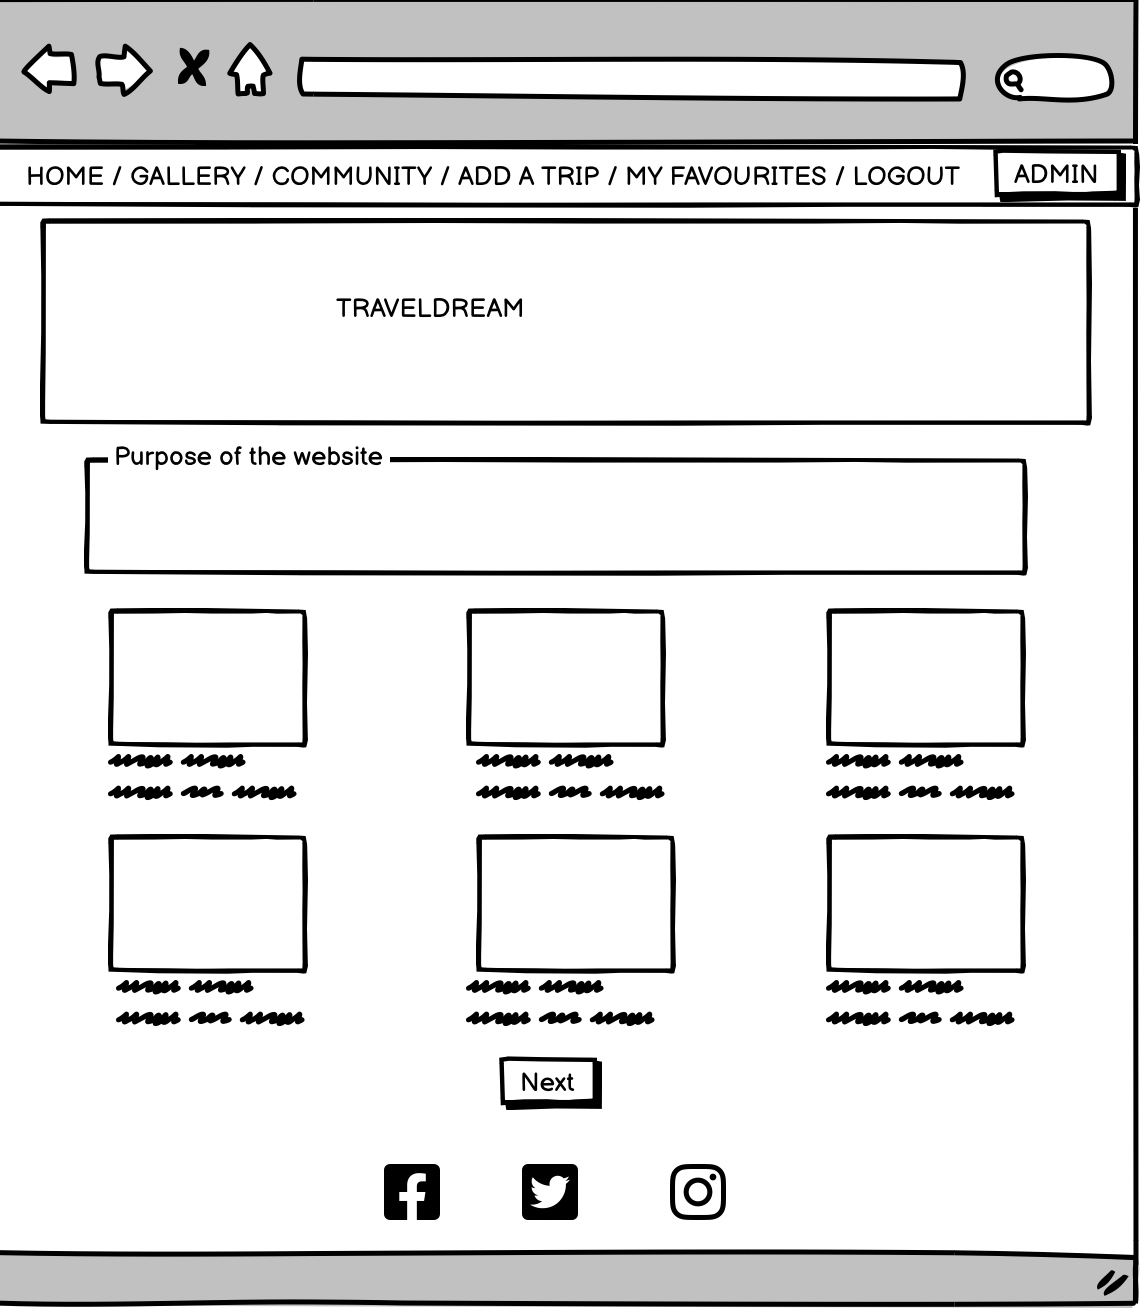 HOME / GALLERY / COMMUNITY / ADD A TRIP / MY FAVOURITES / LOGOUT ADMIN
TRAVELDREAM
Purpose of the website
Next